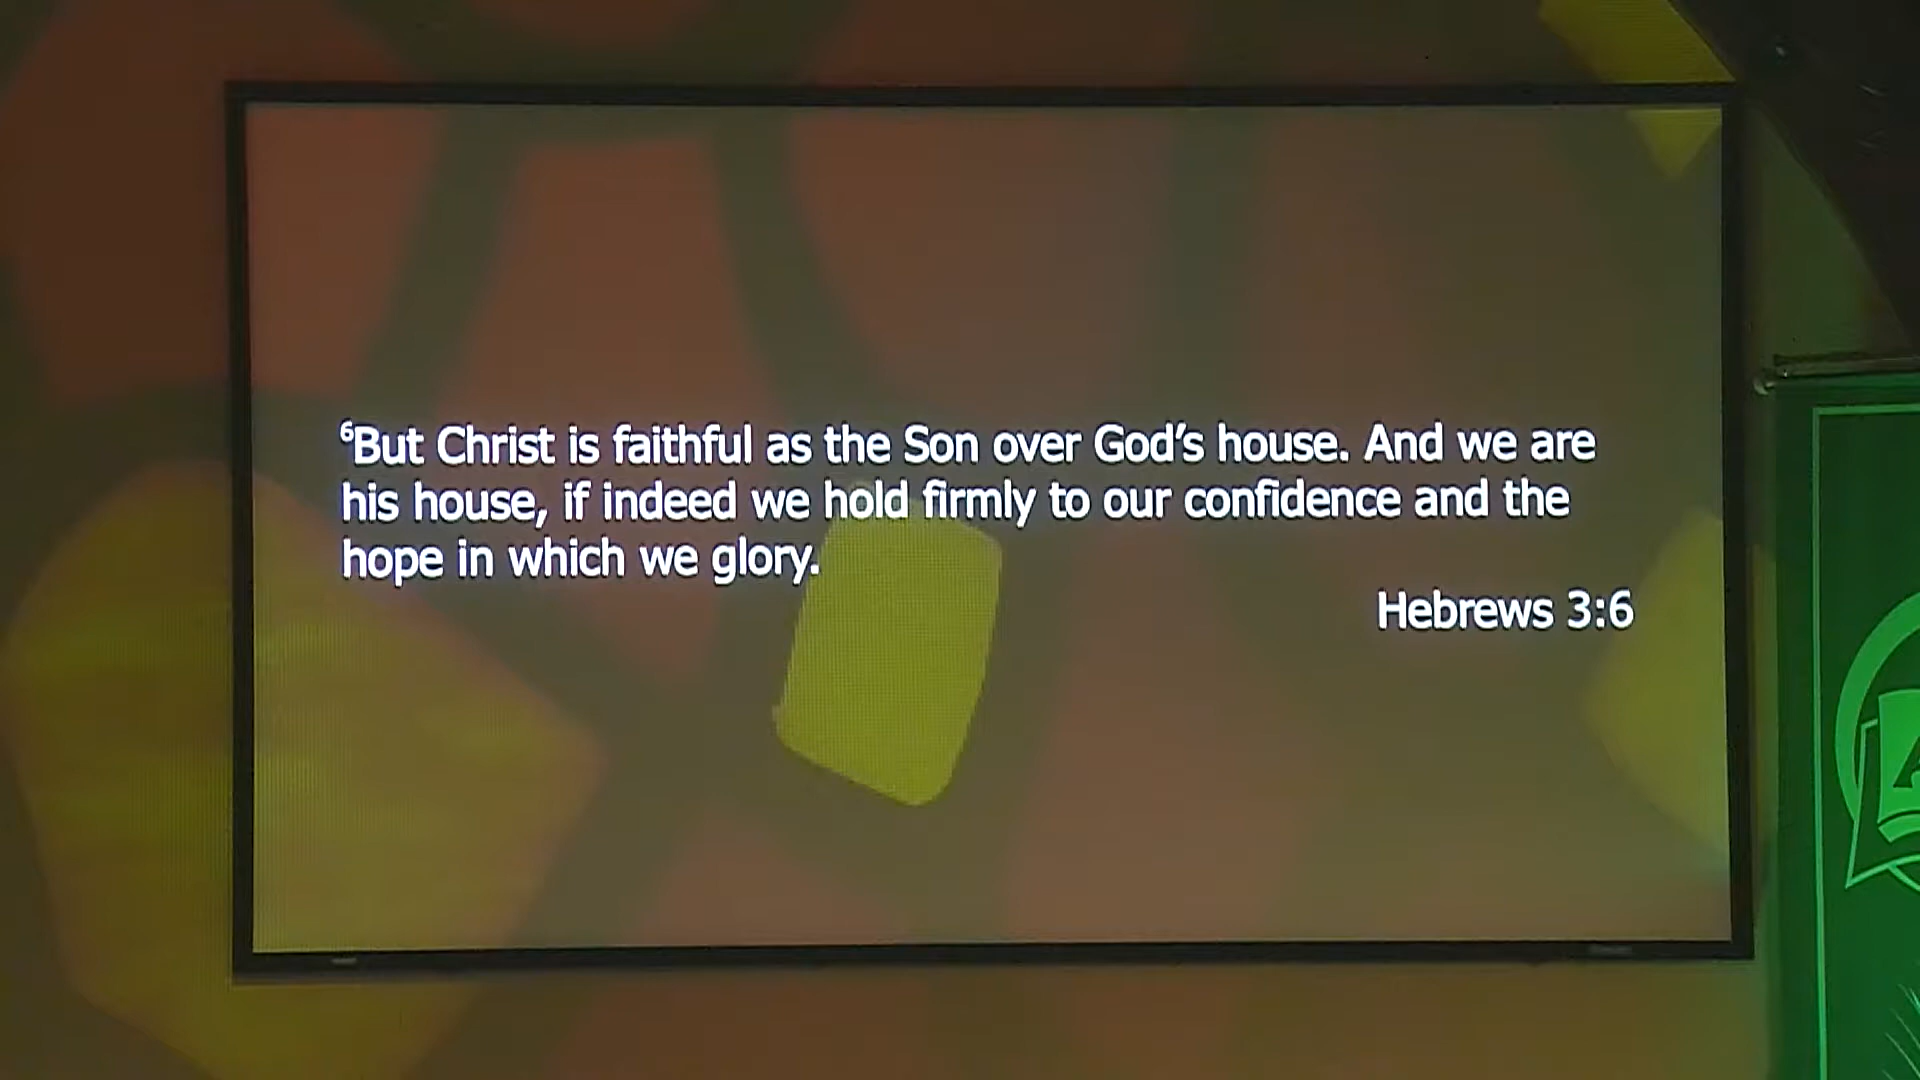 ⁶But Christ is faithful as the Son over God’s house. And we are
his house, if indeed we hold firmly to our confidence and the
hope in which we glory.
Hebrews 3:6